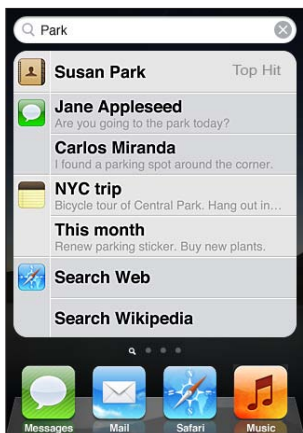 Park
Susan Park Top Hit
Jane Appleseed
Are you going to the park today?
Carlos Miranda
I found a parking spot around the corner.
NYC trip
Bicycle tour of Central Park. Hang out in…
This month
Renew parking sticker. Buy new plants.
Search Web
Search Wikipedia
Messages Mail Safari Music